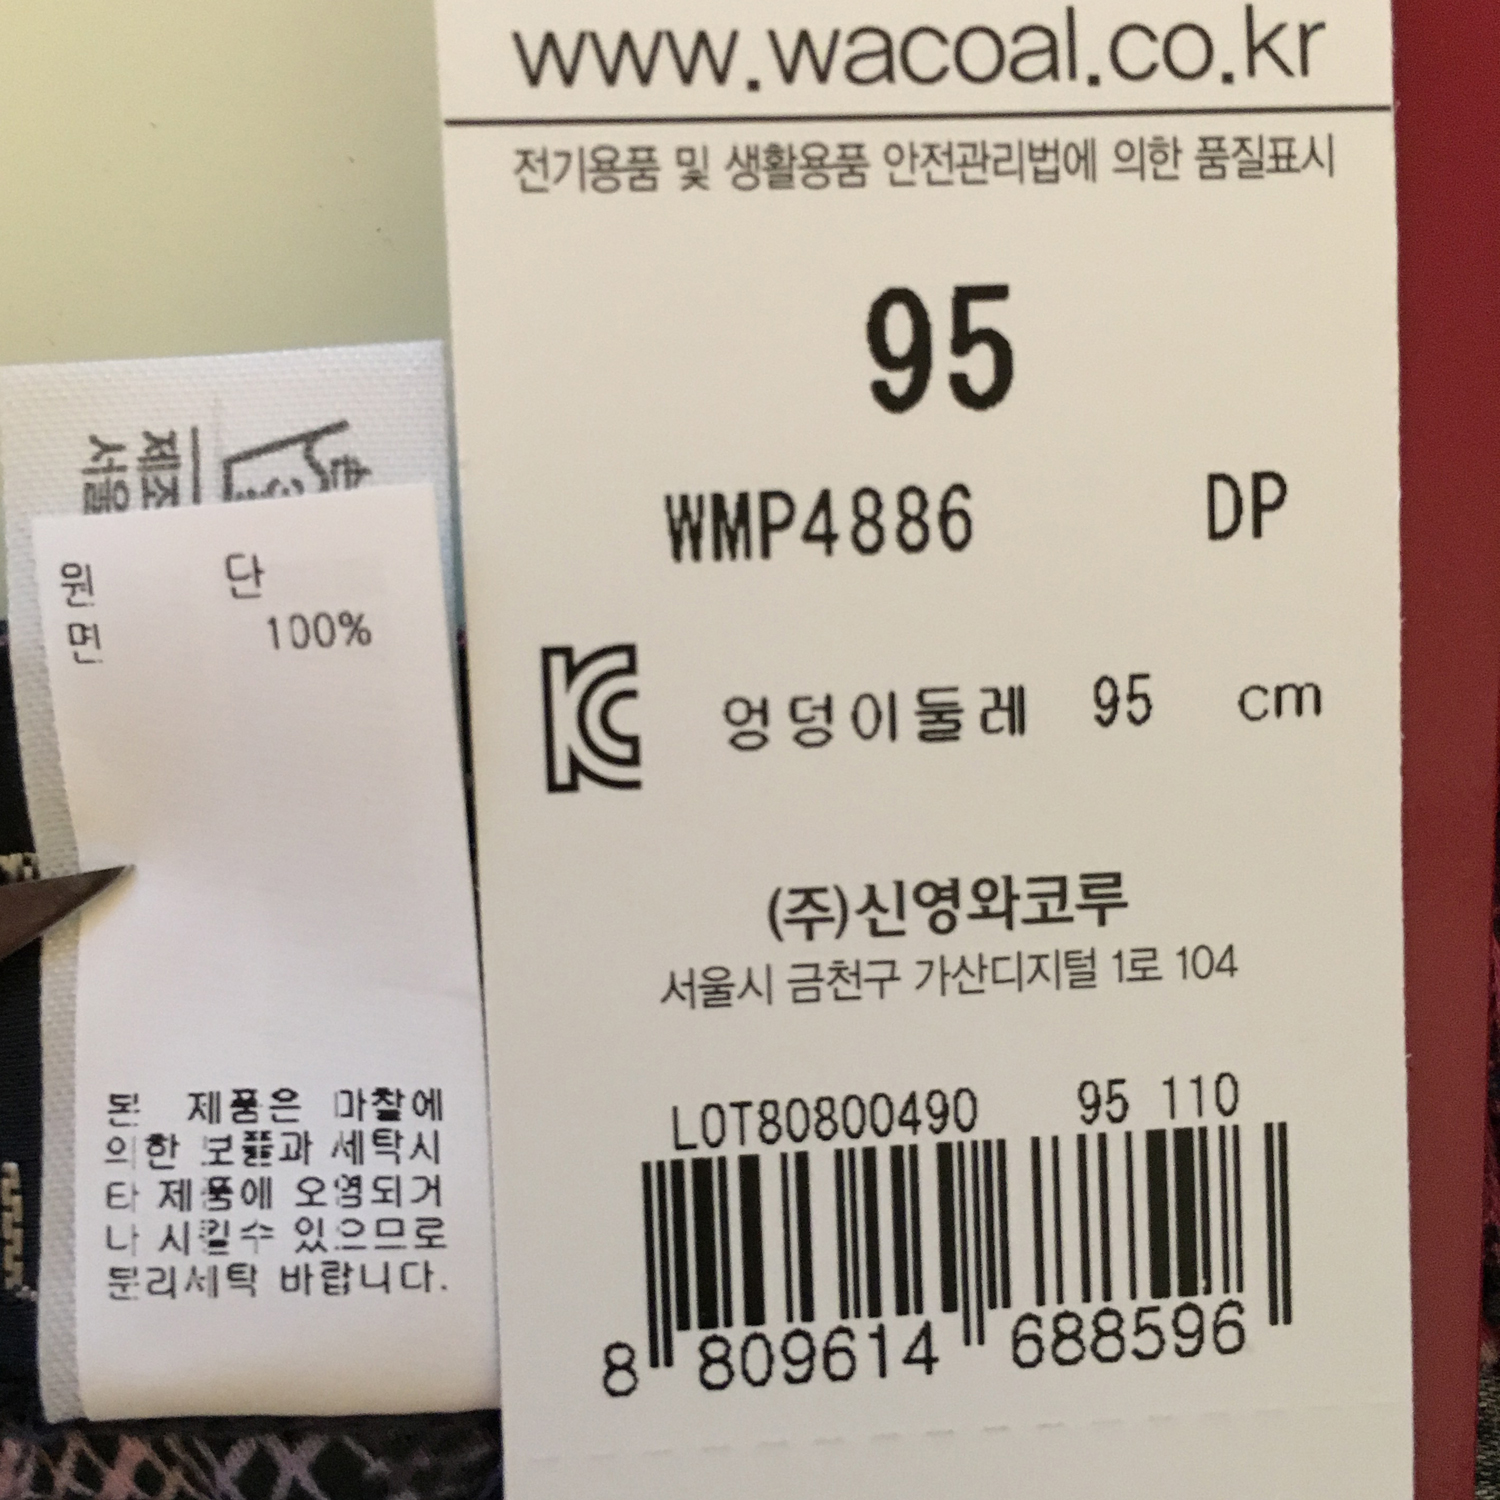 www.wacoal.co.kr
전기용품 및 생활용품 안전관리법에 의한 품질표시
95
WMP4886 DP
엉덩이둘레 95 cm
(주)신영와코루
서울시 금천구 가산디지털 1로 104
LOT80800490 95 110
8 809614 688596
제조
서울
원 단
면 100%
된 제품은 마찰에
의한 보풀과 세탁시
타 제품에 오염되거
나 시킬수 있으므로
분리세탁 바랍니다.